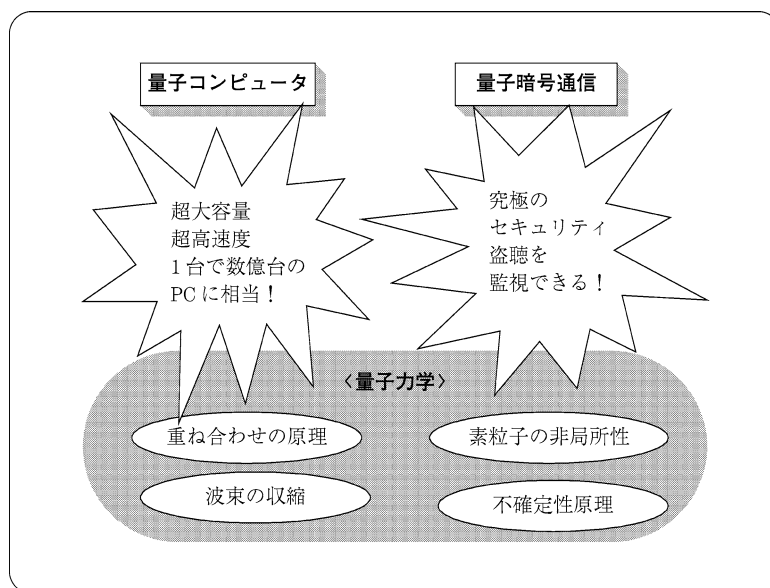 量子コンピュータ
量子暗号通信
超大容量
超高速度
1台で数億台の
PCに相当！
究極の
セキュリティ
盗聴を
監視できる！
〈量子力学〉
重ね合わせの原理
素粒子の非局所性
波束の収縮
不確定性原理